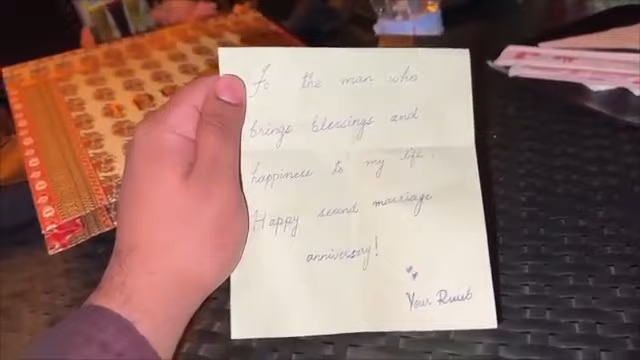 To the man who
brings blessings and
happiness to my life.
Happy second marriage
anniversary!
Your